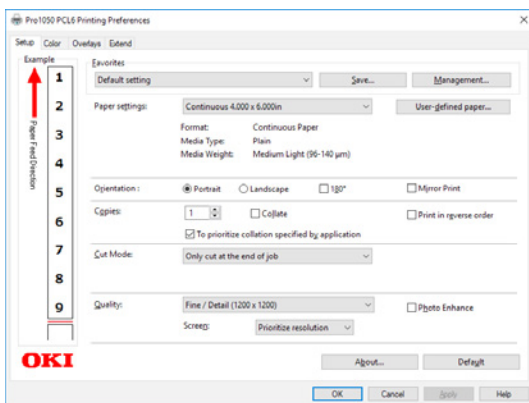 Pro1050 PCL6 Printing Preferences
Setup Color Overlays Extend
Example
1
2
3
4
5
6
7
8
9
Paper Feed Direction
OKI
Favorites
Default setting
Save...
Management...
Paper settings:
Continuous 4.000 x 6.000in
User-defined paper...
Format: Continuous Paper
Media Type: Plain
Media Weight: Medium Light (96-140 μm)
Orientation : Portrait Landscape 180° Mirror Print
Copies: 1 Collate Print in reverse order
To prioritize collation specified by application
Cut Mode: Only cut at the end of job
Quality: Fine / Detail (1200 x 1200) Photo Enhance
Screen: Prioritize resolution
About... Default
OK Cancel Apply Help